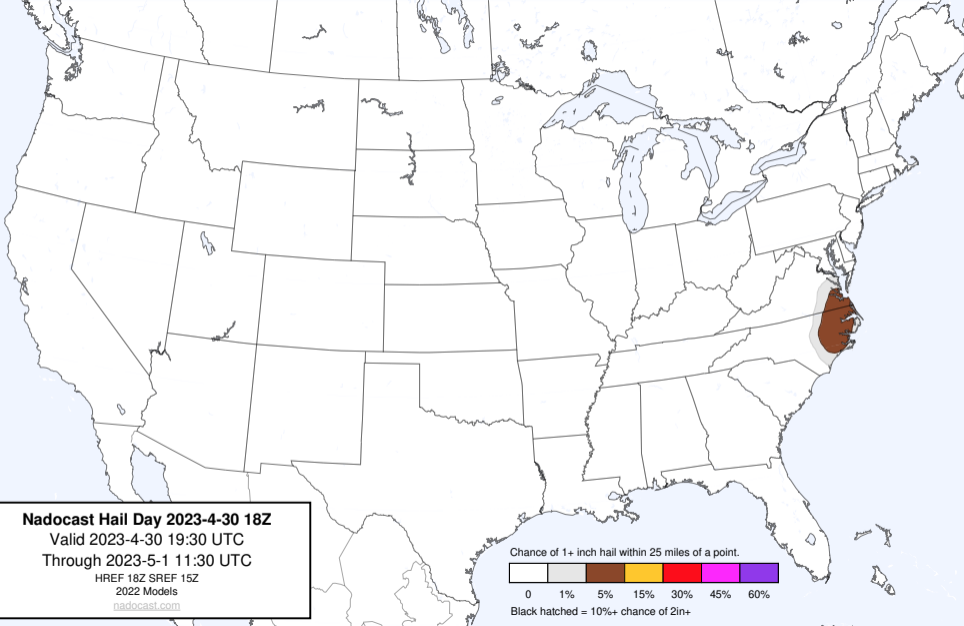 Nadocast Hail Day 2023-4-30 18Z
Valid 2023-4-30 19:30 UTC
Through 2023-5-1 11:30 UTC
HREF 18Z SREF 15Z
2022 Models
nadocast.com
Chance of 1+ inch hail within 25 miles of a point.
0 1% 5% 15% 30% 45% 60%
Black hatched = 10%+ chance of 2in+